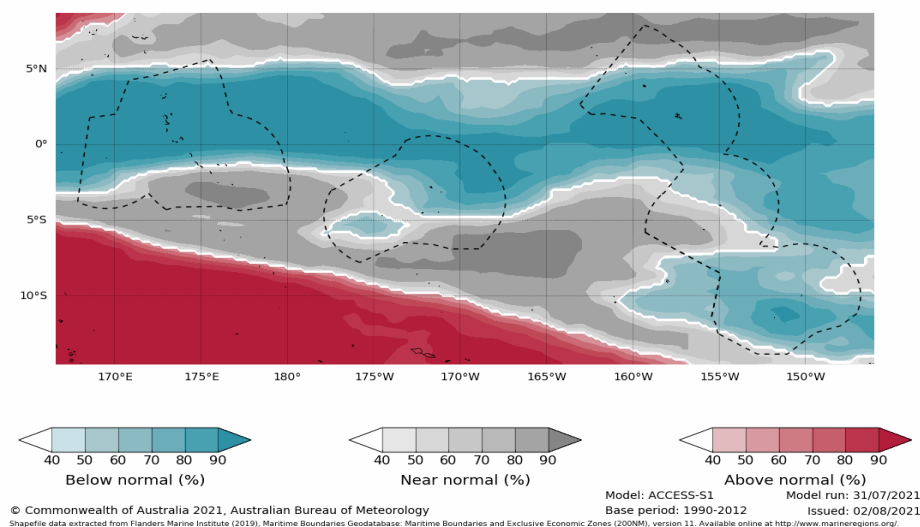 5°N
0°
5°S
10°S
170°E 175°E 180° 175°W 170°W 165°W 160°W 155°W 150°W
40 50 60 70 80 90 40 50 60 70 80 90 40 50 60 70 80 90
Below normal (%) Near normal (%) Above normal (%)
Model: ACCESS-S1 Model run: 31/07/2021
© Commonwealth of Australia 2021, Australian Bureau of Meteorology Base period: 1990-2012 Issued: 02/08/2021
Shapefile data extracted from Flanders Marine Institute (2019), Maritime Boundaries Geodatabase: Maritime Boundaries and Exclusive Economic Zones (200NM), version 11. Available online at http://www.marineregions.org/.